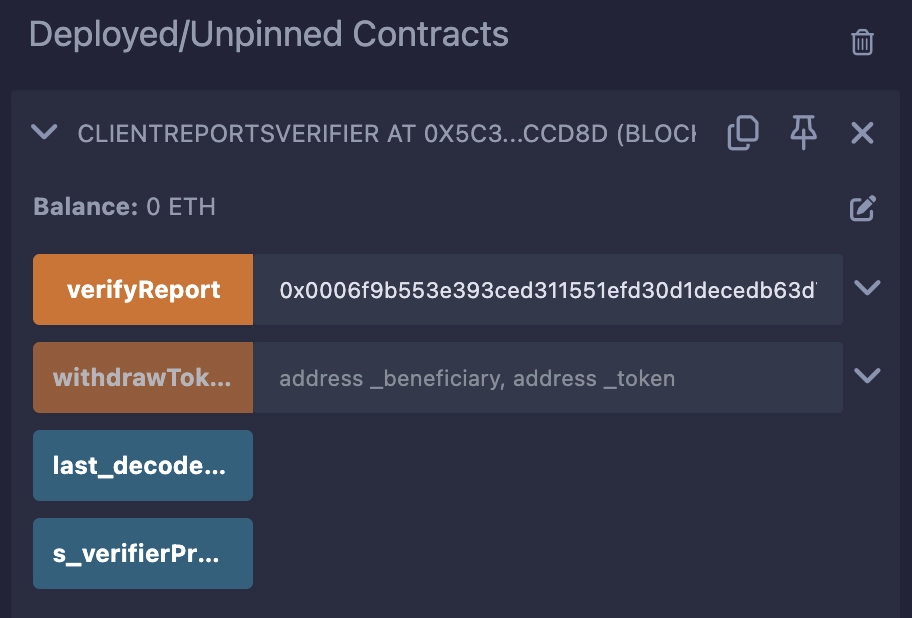 Deployed/Unpinned Contracts
CLIENTREPORTSVERIFIER AT 0X5C3...CCD8D (BLOCK
Balance: 0 ETH
verifyReport 0x0006f9b553e393ced311551efd30d1decedb63d
withdrawTok... address _beneficiary, address _token
last_decode...
s_verifierPr...